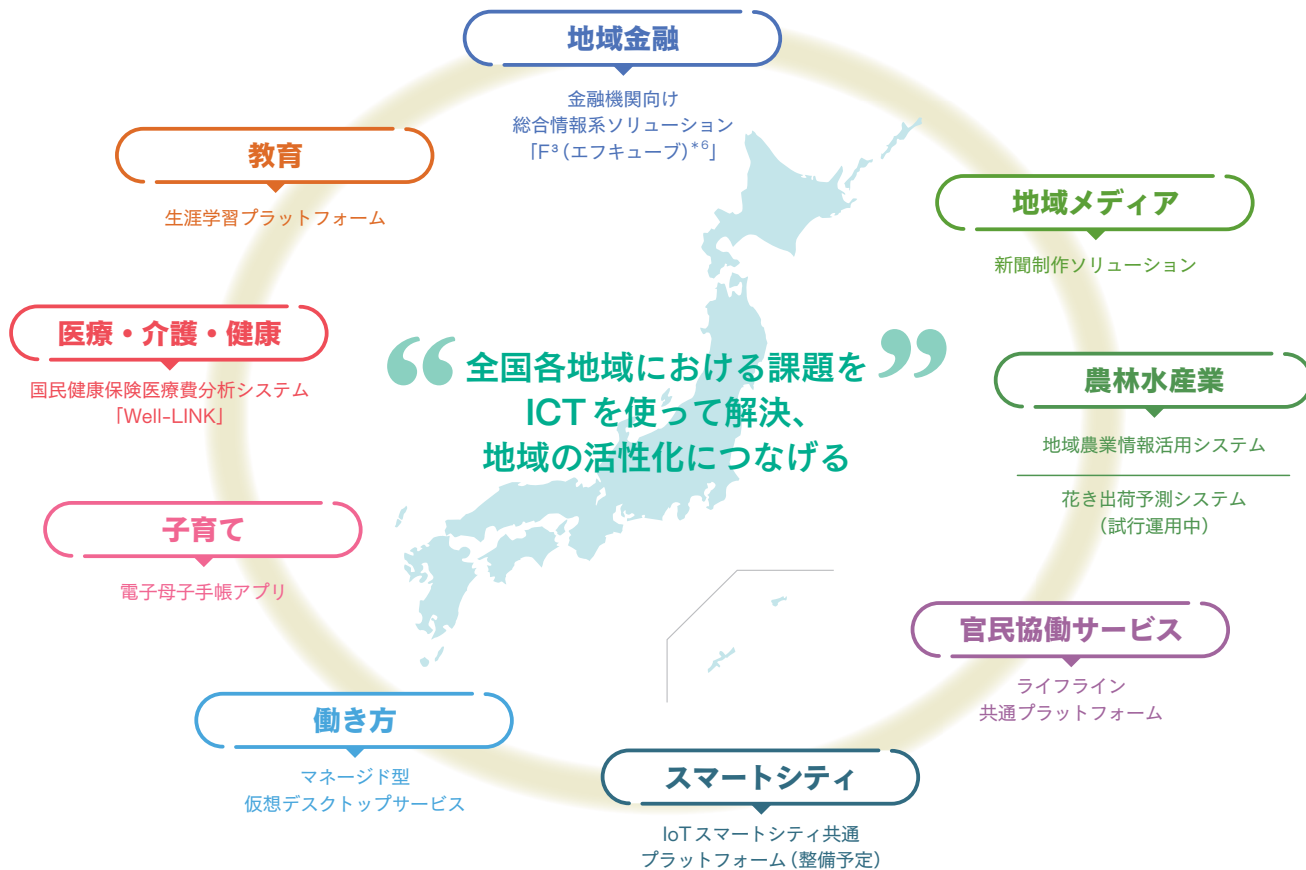 地域金融
金融機関向け
総合情報系ソリューション
「F³(エフキューブ)*⁶」
教育
生涯学習プラットフォーム
地域メディア
新聞制作ソリューション
医療・介護・健康
国民健康保険医療費分析システム
「Well-LINK」
“全国各地域における課題を”
ICTを使って解決、
地域の活性化につなげる
農林水産業
地域農業情報活用システム
花き出荷予測システム
(試行運用中)
子育て
電子母子手帳アプリ
官民協働サービス
ライフライン
共通プラットフォーム
働き方
マネージド型
仮想デスクトップサービス
スマートシティ
IoTスマートシティ共通
プラットフォーム(整備予定)